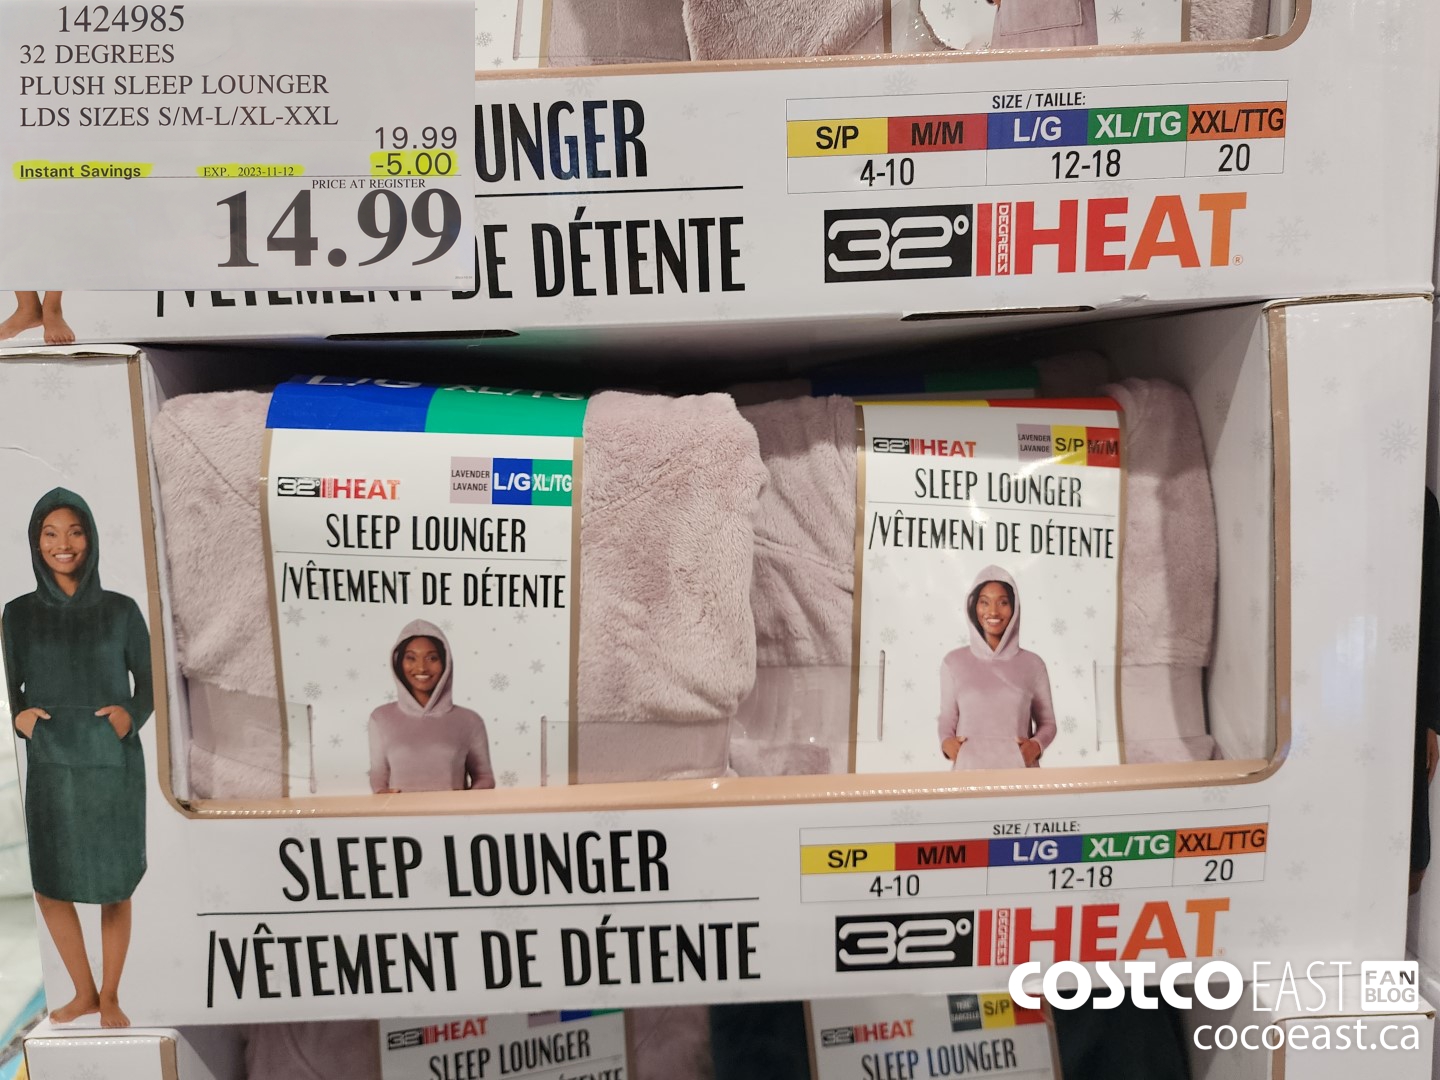 1424985
32 DEGREES
PLUSH SLEEP LOUNGER
LDS SIZES S/M-L/XL-XXL
19.99
Instant Savings EXP. 2023-11-12 -5.00
PRICE AT REGISTER
14.99
UNGER
/VÊTEMENT DE DÉTENTE
SIZE / TAILLE:
S/P M/M L/G XL/TG XXL/TTG
4-10 12-18 20
32° DEGREES HEAT®
L/G XL/TG
32° HEAT
LAVENDER
LAVANDE
L/G XL/TG
SLEEP LOUNGER
/VÊTEMENT DE DÉTENTE
32° HEAT
LAVENDER
LAVANDE
S/P M/M
SLEEP LOUNGER
/VÊTEMENT DE DÉTENTE
SLEEP LOUNGER
/VÊTEMENT DE DÉTENTE
SIZE / TAILLE:
S/P M/M L/G XL/TG XXL/TTG
4-10 12-18 20
32° DEGREES HEAT
32° HEAT
SLEEP LOUNGER
DÉTENTE
32° HEAT
S/P
SLEEP LOUNGER
COSTCO EAST FAN BLOG
cocoeast.ca